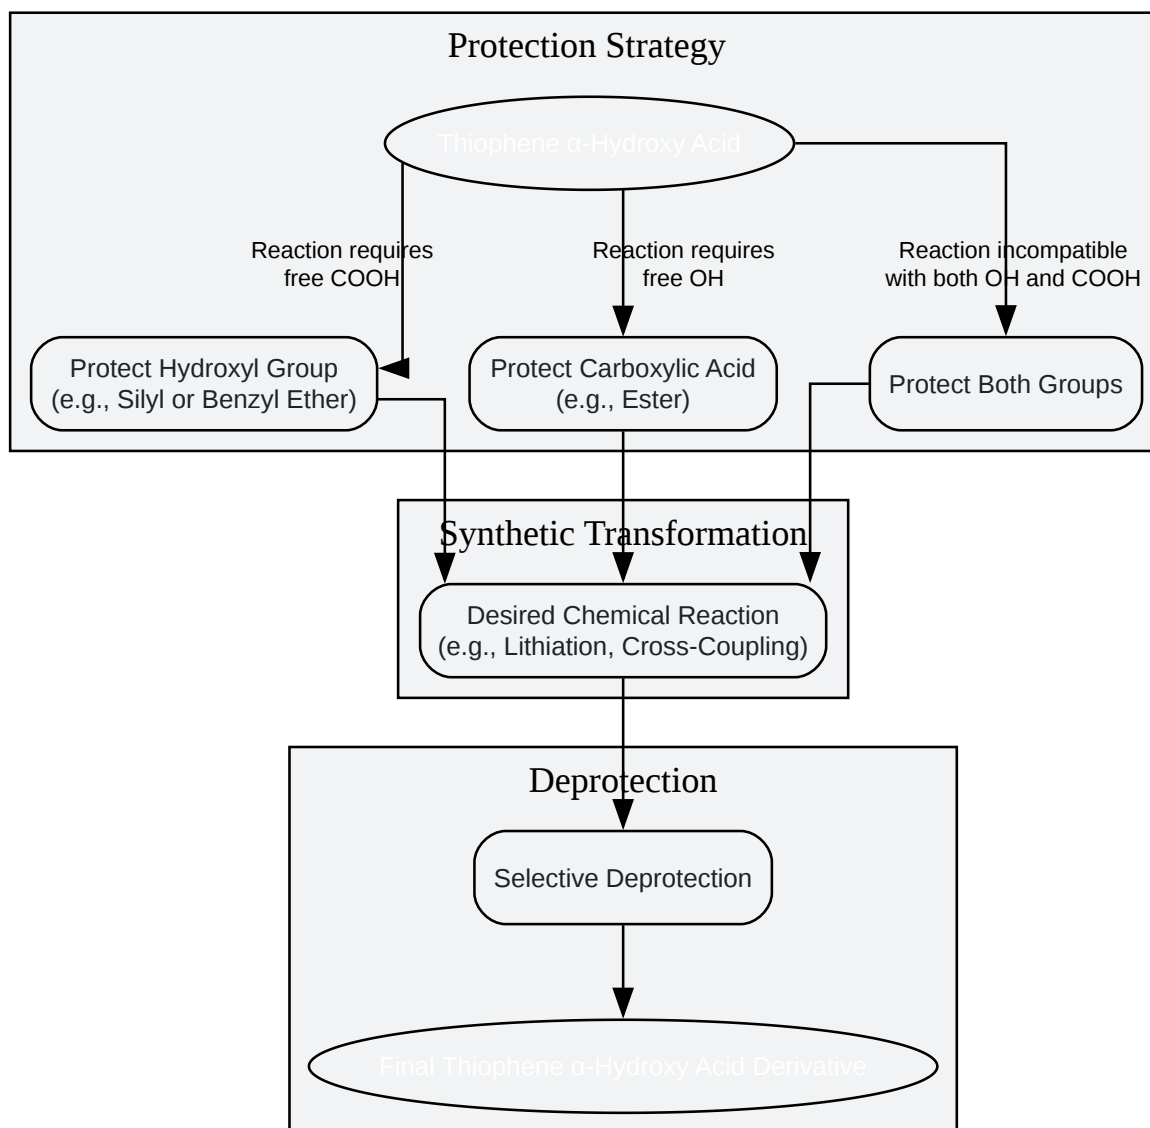 Protection Strategy
Thiophene α-Hydroxy Acid
Reaction requires
free COOH
Reaction requires
free OH
Reaction incompatible
with both OH and COOH
Protect Hydroxyl Group
(e.g., Silyl or Benzyl Ether)
Protect Carboxylic Acid
(e.g., Ester)
Protect Both Groups
Synthetic Transformation
Desired Chemical Reaction
(e.g., Lithiation, Cross-Coupling)
Deprotection
Selective Deprotection
Final Thiophene α-Hydroxy Acid Derivative